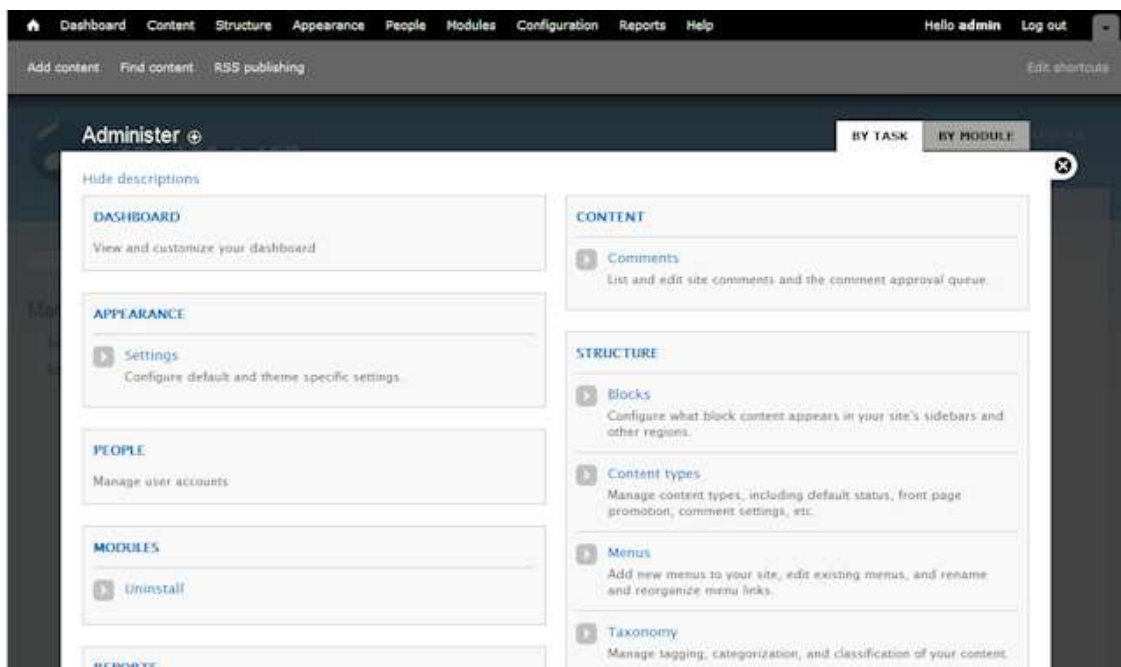 Dashboard Content Structure Appearance People Modules Configuration Reports Help Hello admin Log out
Add content Find content RSS publishing Edit shortcuts
Administer
BY TASK BY MODULE
Hide descriptions
DASHBOARD
View and customize your dashboard
APPEARANCE
Settings
Configure default and theme specific settings.
PEOPLE
Manage user accounts
MODULES
Uninstall
REPORTS
CONTENT
Comments
List and edit site comments and the comment approval queue.
STRUCTURE
Blocks
Configure what block content appears in your site's sidebars and
other regions.
Content types
Manage content types, including default status, front page
promotion, comment settings, etc.
Menus
Add new menus to your site, edit existing menus, and rename
and reorganize menu links.
Taxonomy
Manage tagging, categorization, and classification of your content.